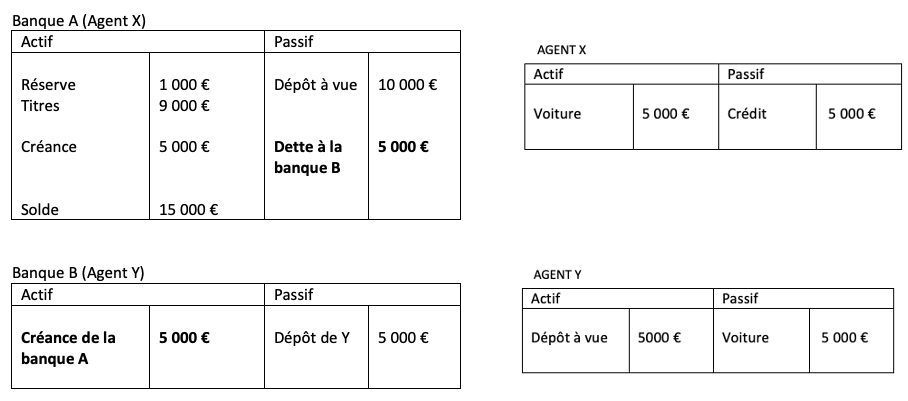 Banque A (Agent X)
Actif Passif
Réserve 1 000 € Dépôt à vue 10 000 €
Titres 9 000 €
Créance 5 000 € Dette à la 5 000 €
banque B
Solde 15 000 €
AGENT X
Actif Passif
Voiture 5 000 € Crédit 5 000 €
Banque B (Agent Y)
Actif Passif
Créance de la 5 000 € Dépôt de Y 5 000 €
banque A
AGENT Y
Actif Passif
Dépôt à vue 5000 € Voiture 5 000 €